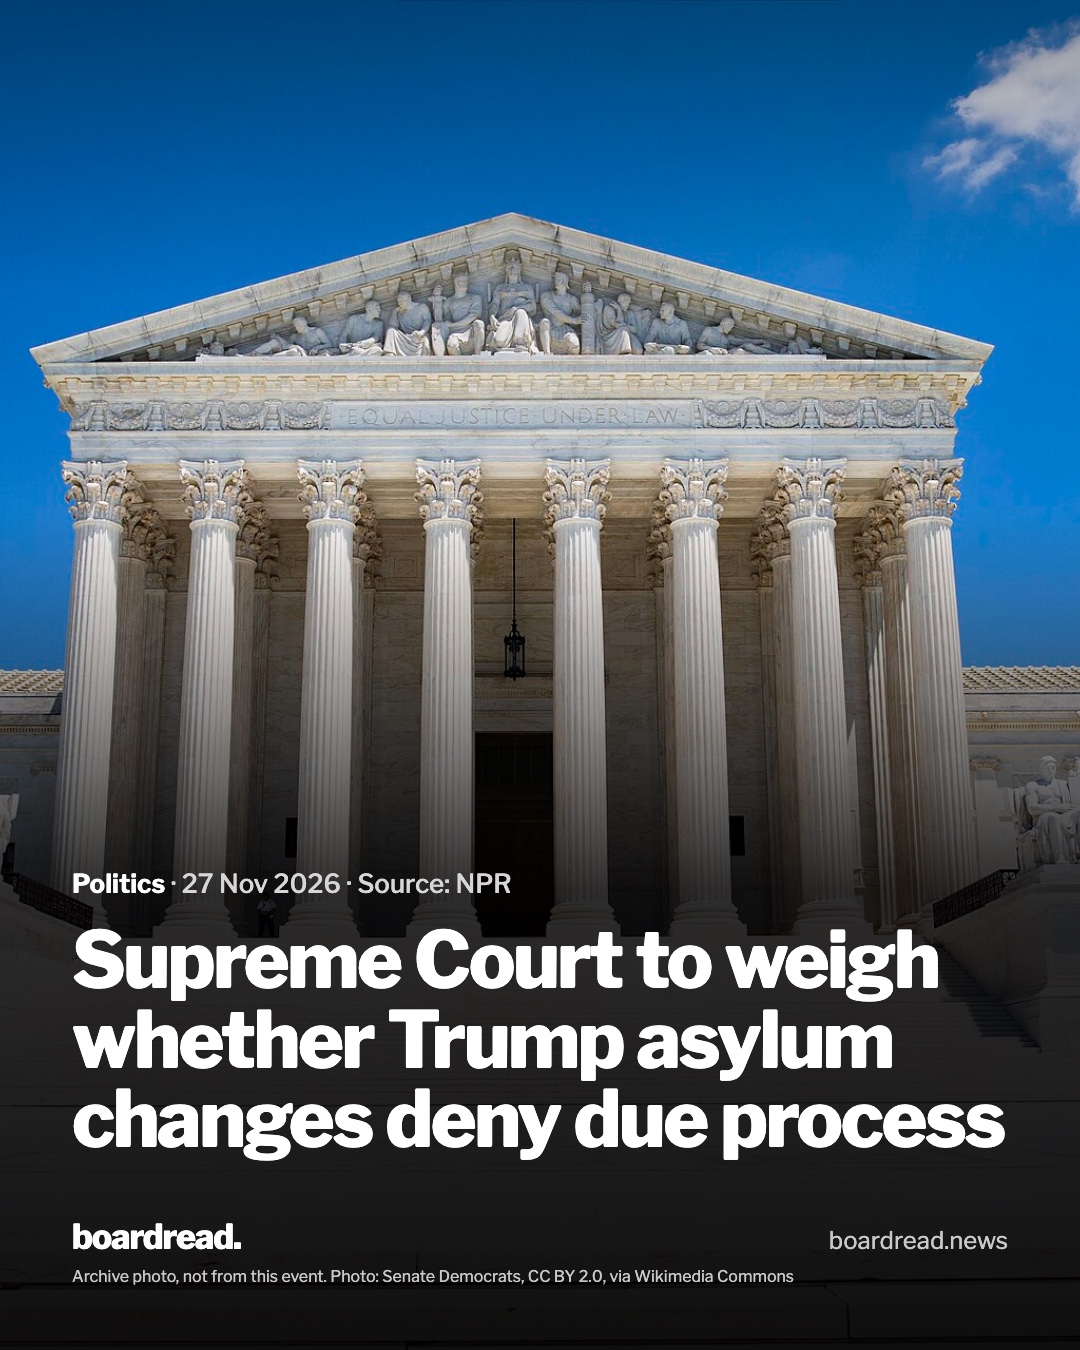 EQUAL JUSTICE UNDER LAW
Politics · 27 Nov 2026 · Source: NPR
Supreme Court to weigh
whether Trump asylum
changes deny due process
boardread.
boardread.news
Archive photo, not from this event. Photo: Senate Democrats, CC BY 2.0, via Wikimedia Commons